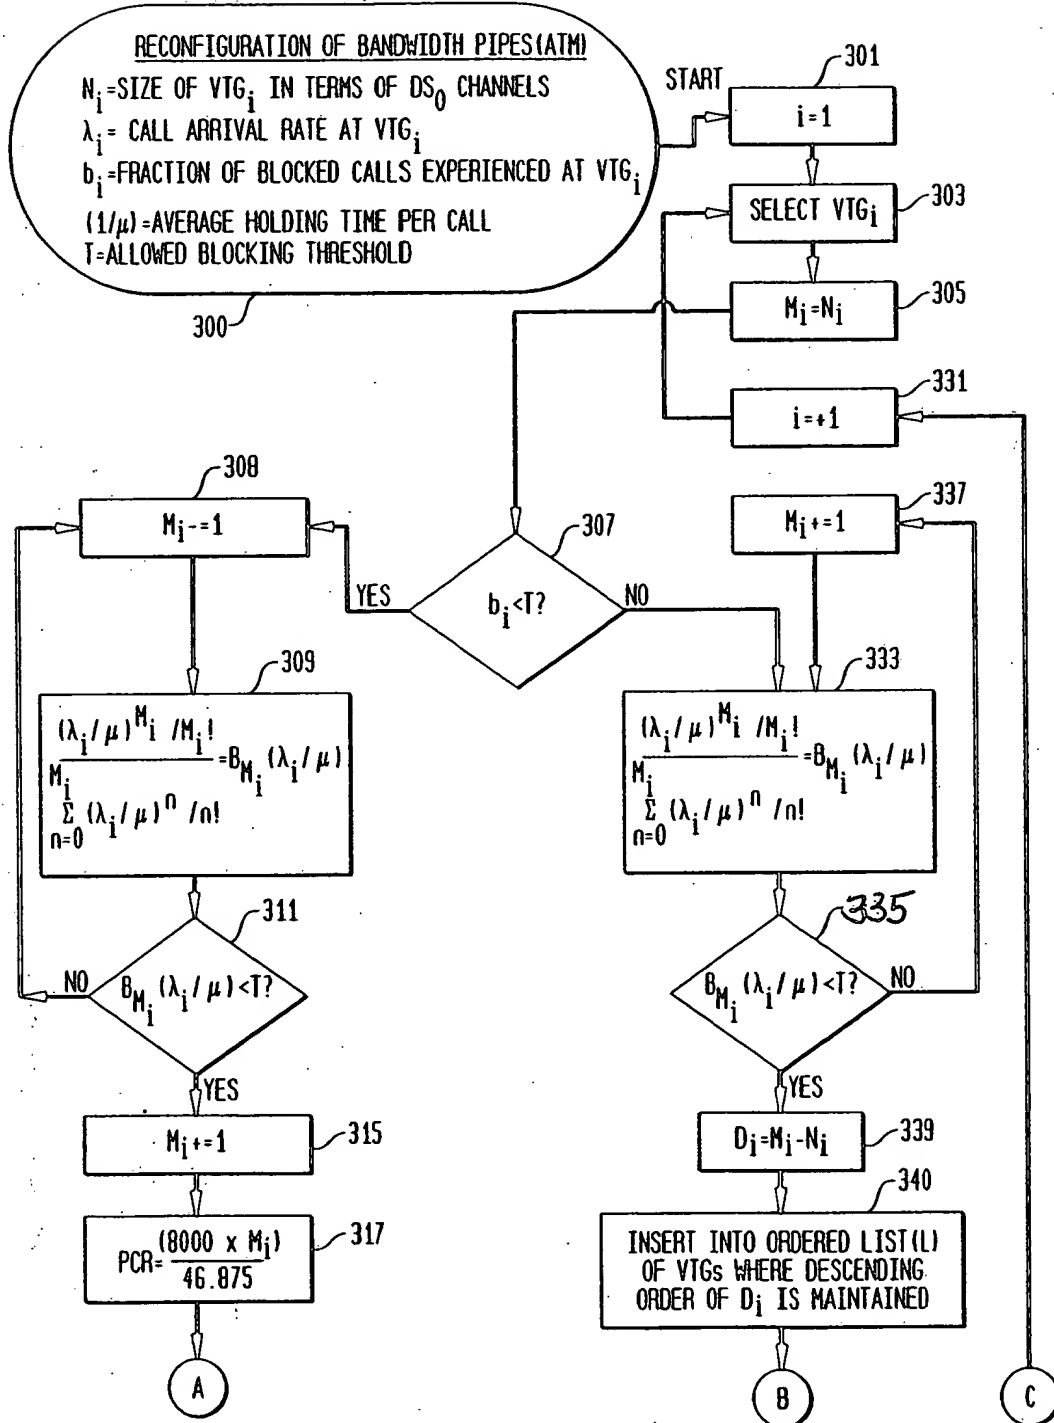 RECONFIGURATION OF BANDWIDTH PIPES(ATM)
Nᵢ=SIZE OF VTGᵢ IN TERMS OF DS₀ CHANNELS
λᵢ= CALL ARRIVAL RATE AT VTGᵢ
bᵢ=FRACTION OF BLOCKED CALLS EXPERIENCED AT VTGᵢ
(1/μ)=AVERAGE HOLDING TIME PER CALL
T=ALLOWED BLOCKING THRESHOLD
300
START
301
i=1
303
SELECT VTGᵢ
305
Mᵢ=Nᵢ
331
i=+1
308
Mᵢ-=1
337
Mᵢ+=1
307
bᵢ<T?
YES
NO
309
(λᵢ/μ)^Mᵢ /Mᵢ!
=B_Mᵢ (λᵢ/μ)
Mᵢ
Σ (λᵢ/μ)ⁿ /n!
n=0
333
(λᵢ/μ)^Mᵢ /Mᵢ!
=B_Mᵢ (λᵢ/μ)
Mᵢ
Σ (λᵢ/μ)ⁿ /n!
n=0
311
B_Mᵢ (λᵢ/μ)<T?
NO
YES
335
B_Mᵢ (λᵢ/μ)<T?
NO
YES
315
Mᵢ+=1
339
Dᵢ=Mᵢ-Nᵢ
317
PCR=(8000 x Mᵢ)
46.875
340
INSERT INTO ORDERED LIST(L)
OF VTGs WHERE DESCENDING
ORDER OF Dᵢ IS MAINTAINED
A
B
C